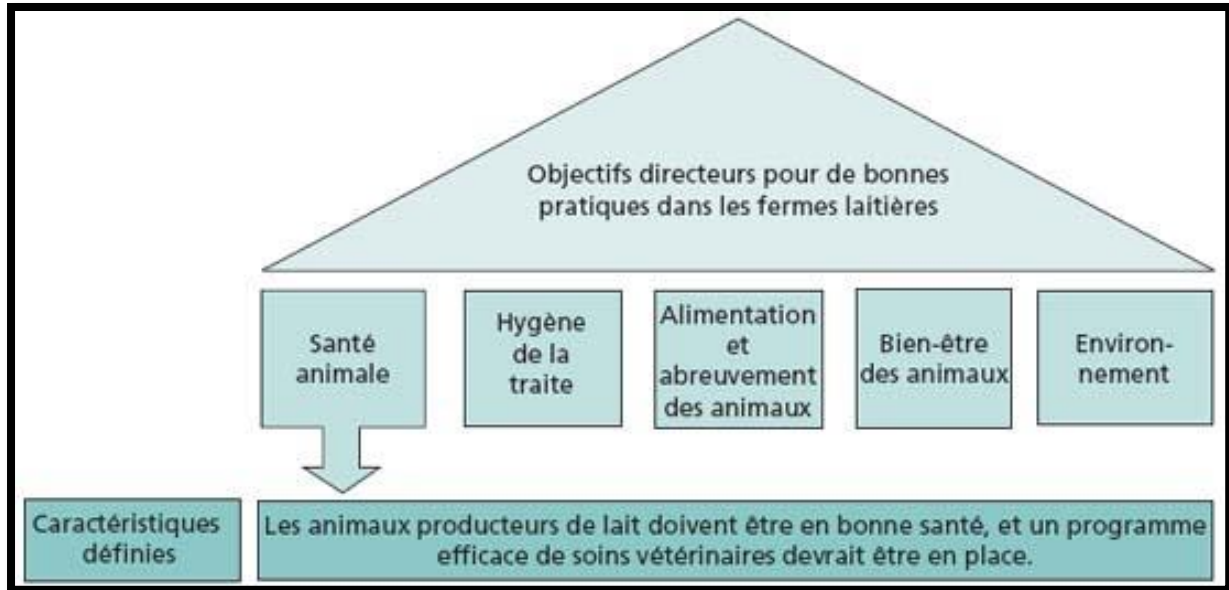 Objectifs directeurs pour de bonnes
pratiques dans les fermes laitières
Santé
animale
Hygène
de la
traite
Alimentation
et
abreuvement
des animaux
Bien-être
des animaux
Environ-
nement
Caractéristiques
définies
Les animaux producteurs de lait doivent être en bonne santé, et un programme
efficace de soins vétérinaires devrait être en place.